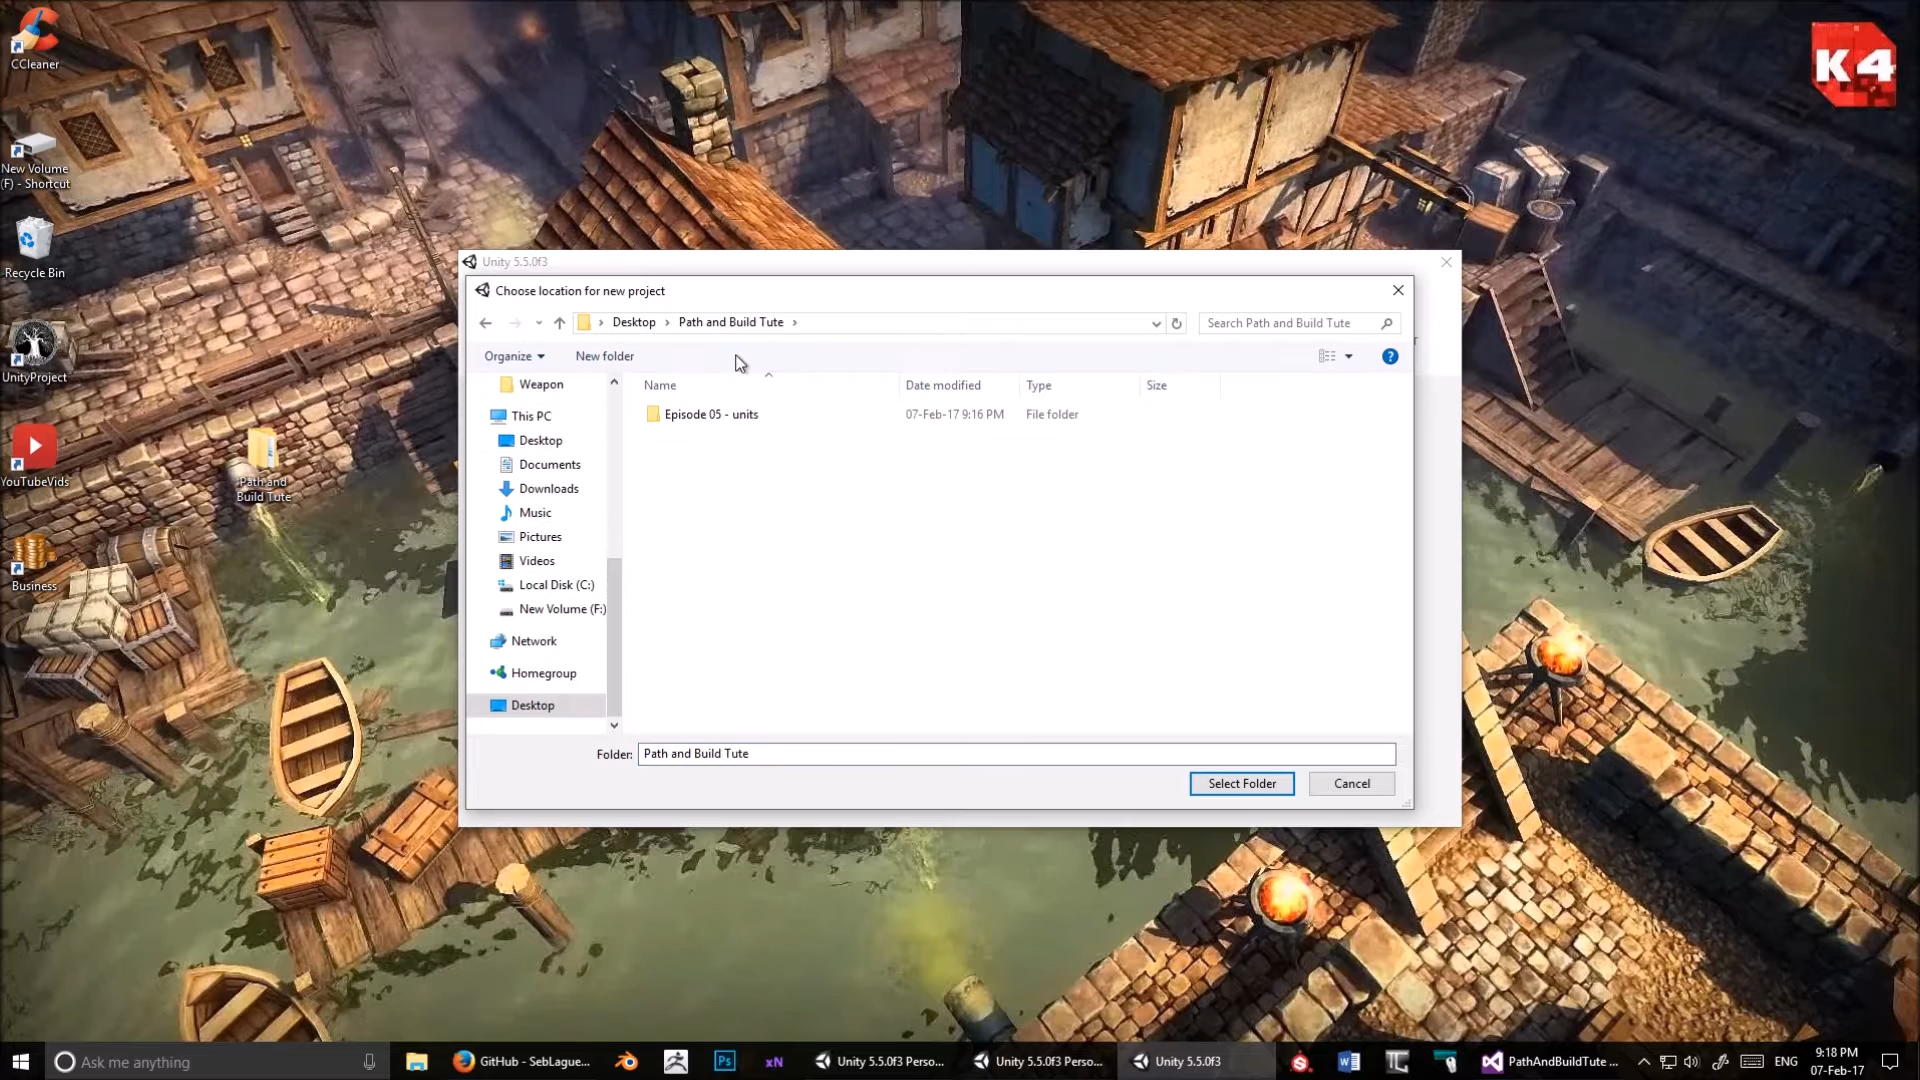 CCleaner
K4
New Volume
(F) - Shortcut
Recycle Bin
UnityProject
YouTubeVids
Path and
Build Tute
Business
Unity 5.5.0f3
Choose location for new project
Desktop
Path and Build Tute
Search Path and Build Tute
Organize
New folder
Name
Date modified
Type
Size
Weapon
Episode 05 - units
07-Feb-17 9:16 PM
File folder
This PC
Desktop
Documents
Downloads
Music
Pictures
Videos
Local Disk (C:)
New Volume (F:)
Network
Homegroup
Desktop
Folder:
Path and Build Tute
Select Folder
Cancel
Ask me anything
GitHub - SebLague...
Ps
xN
Unity 5.5.0f3 Perso...
Unity 5.5.0f3 Perso...
Unity 5.5.0f3
PathAndBuildTute ...
ENG
9:18 PM
07-Feb-17